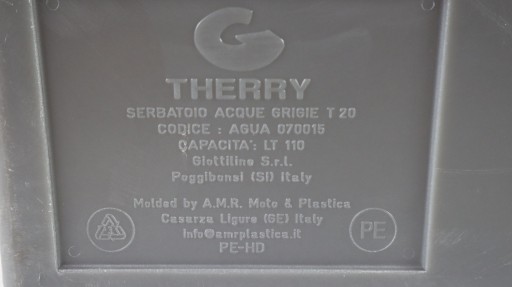 G
THERRY
SERBATOIO ACQUE GRIGIE T 20
CODICE : AGUA 070015
CAPACITA': LT 110
Giottiline S.r.l.
Poggibonsi (SI) Italy
Molded by A.M.R. Moto & Plastica
Casarza Ligure (GE) Italy
info@amrplastica.it
PE-HD
PE